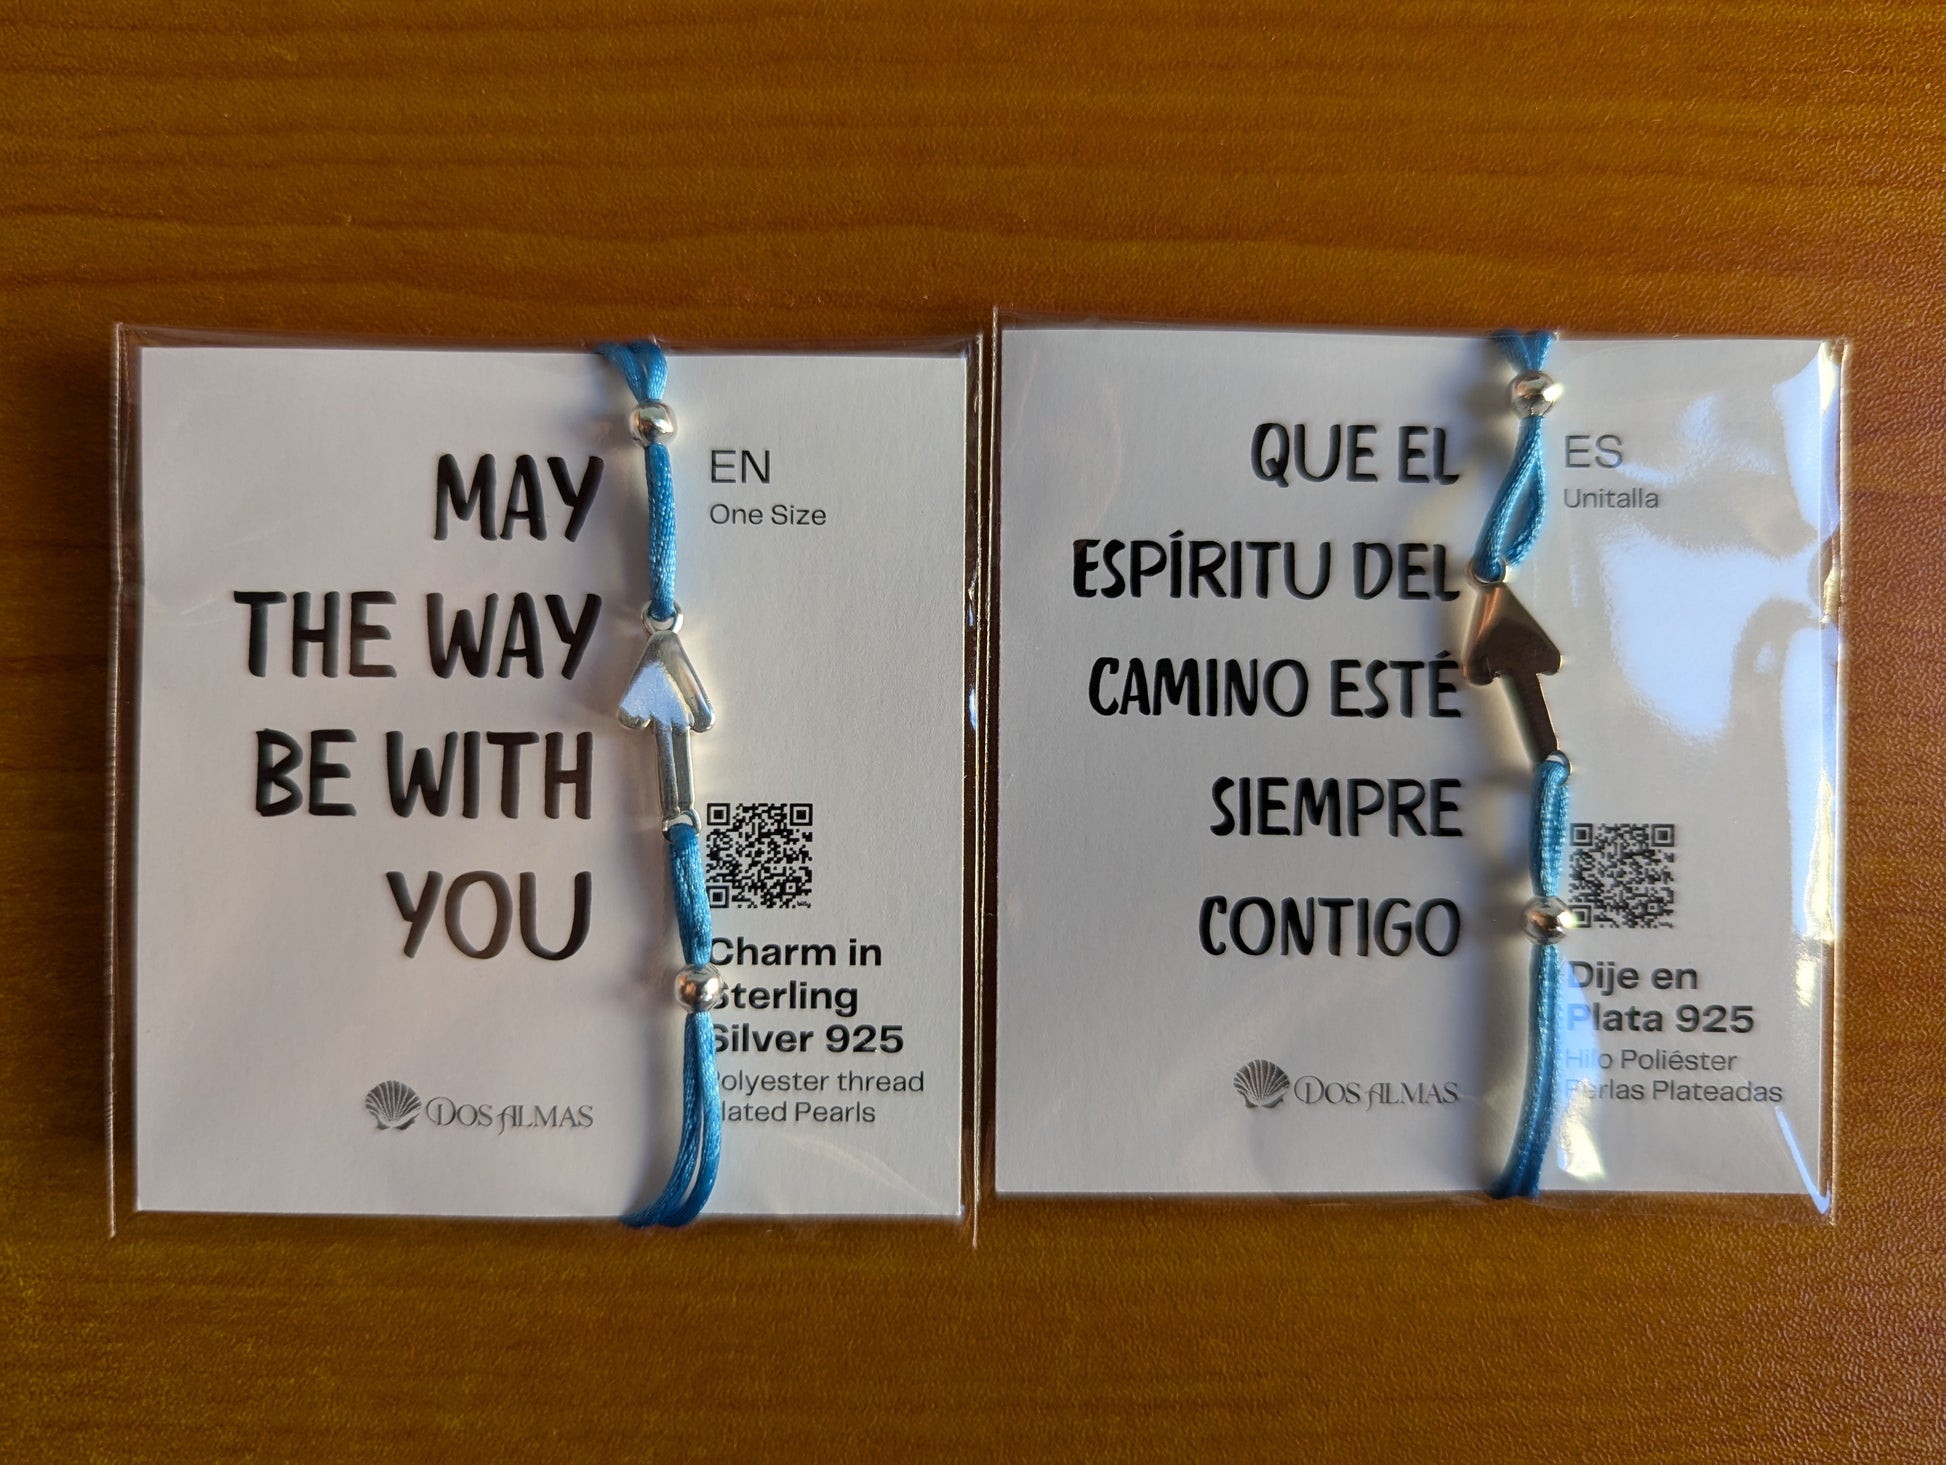 MAY
THE WAY
BE WITH
YOU
EN
One Size
Charm in
Sterling
Silver 925
Polyester thread
Plated Pearls
DOS ALMAS
QUE EL
ESPÍRITU DEL
CAMINO ESTÉ
SIEMPRE
CONTIGO
ES
Unitalla
Dije en
Plata 925
Hilo Poliéster
Perlas Plateadas
DOS ALMAS